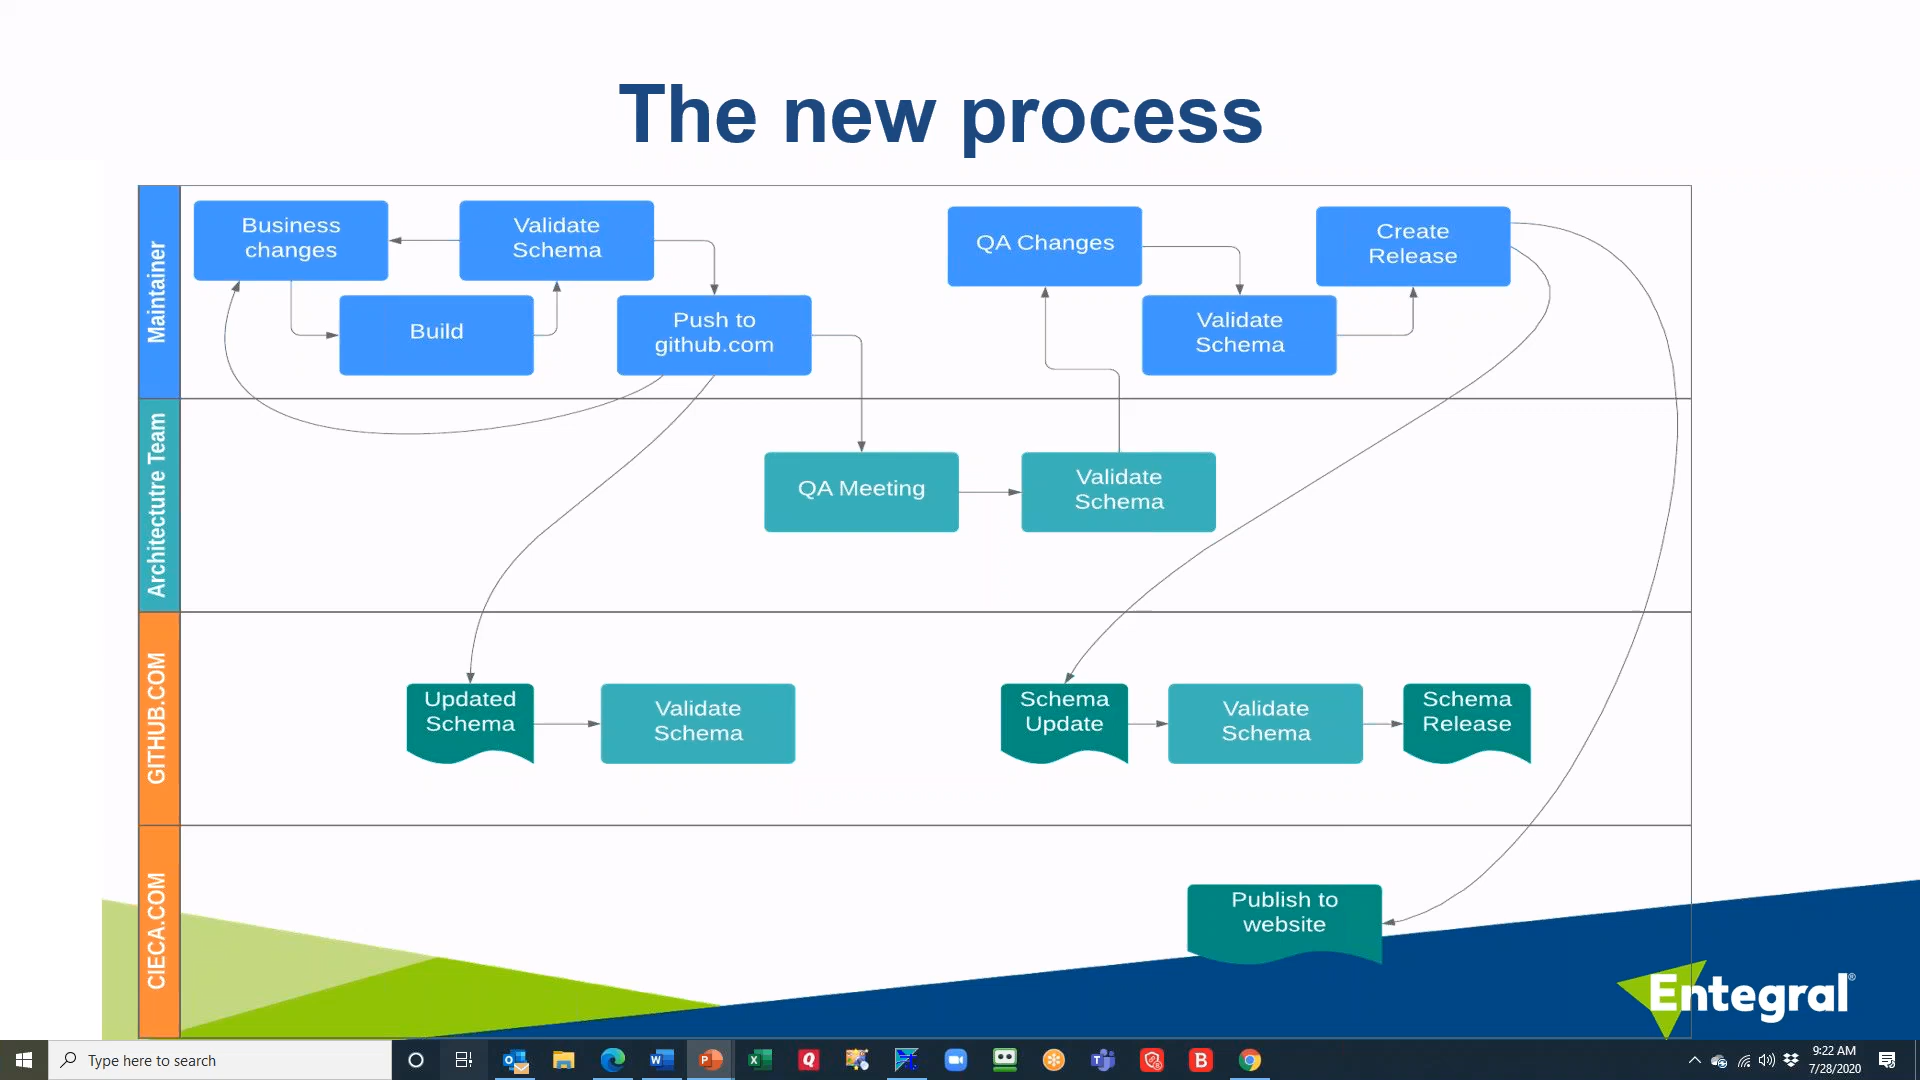 The new process
Maintainer
Business
changes
Validate
Schema
Build
Push to
github.com
QA Changes
Validate
Schema
Create
Release
Architecutre Team
QA Meeting
Validate
Schema
GITHUB.COM
Updated
Schema
Validate
Schema
Schema
Update
Validate
Schema
Schema
Release
CIECA.COM
Publish to
website
Entegral®
Type here to search
9:22 AM
7/28/2020